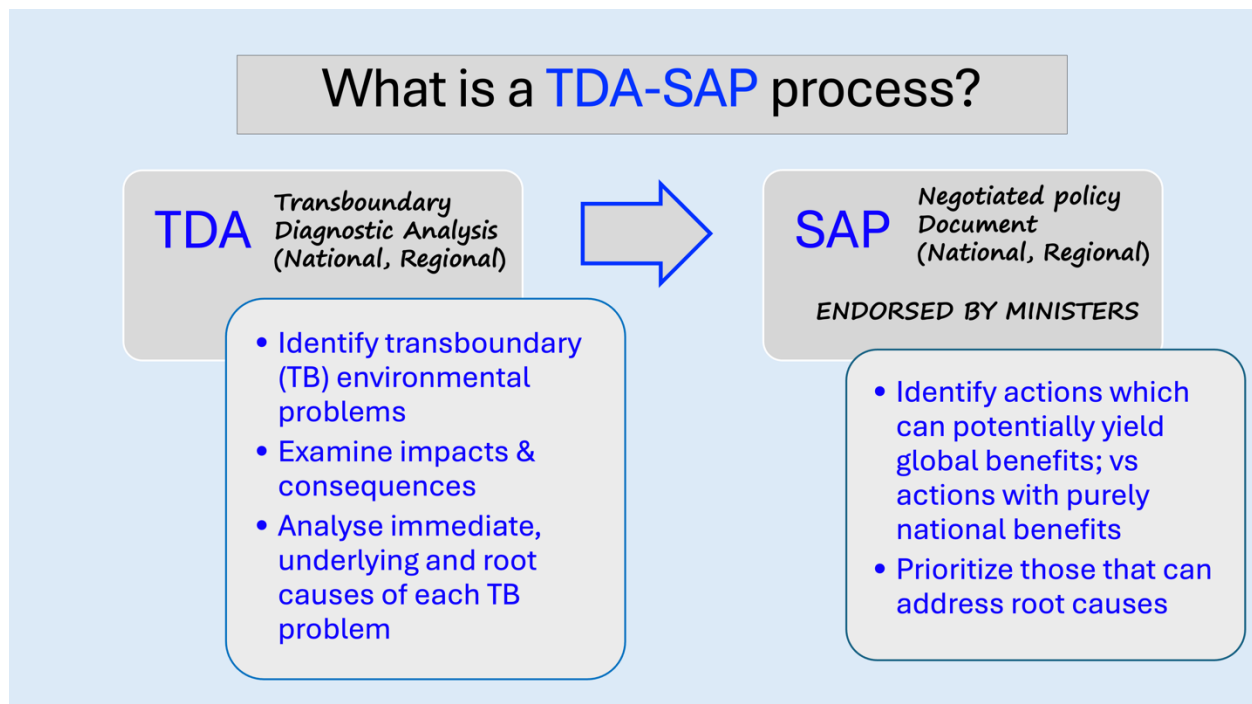 What is a TDA-SAP process?
TDA
Transboundary
Diagnostic Analysis
(National, Regional)
• Identify transboundary
(TB) environmental
problems
• Examine impacts &
consequences
• Analyse immediate,
underlying and root
causes of each TB
problem
SAP
Negotiated policy
Document
(National, Regional)
ENDORSED BY MINISTERS
• Identify actions which
can potentially yield
global benefits; vs
actions with purely
national benefits
• Prioritize those that can
address root causes